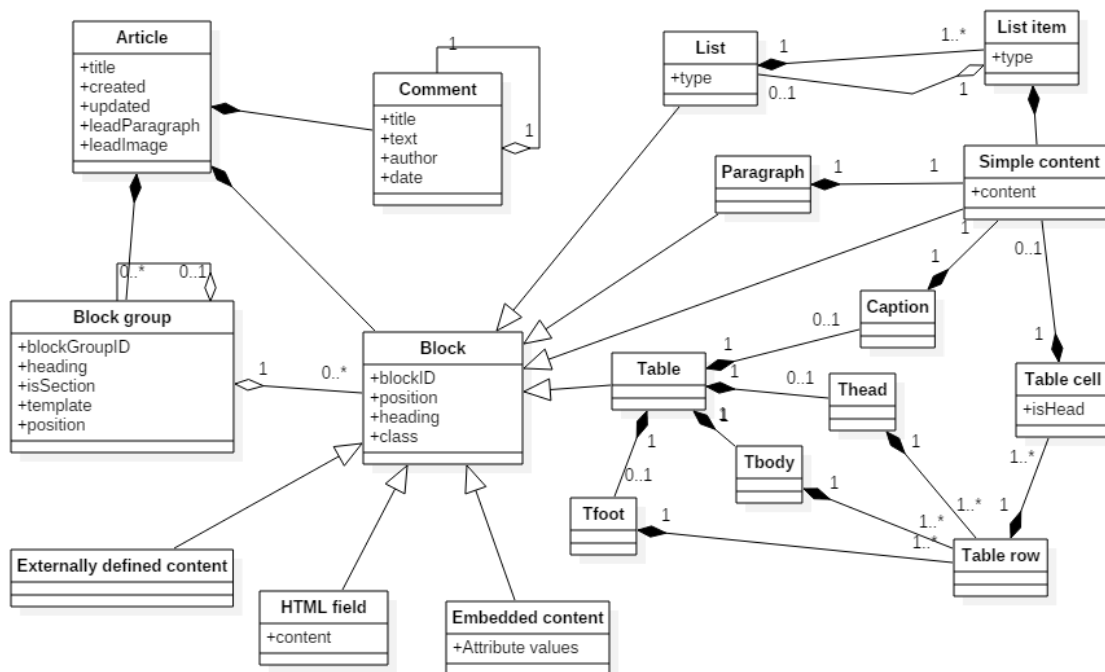 Article
+title
+created
+updated
+leadParagraph
+leadImage
1
Comment
+title
+text
+author
+date
1
List
+type
1
1..*
0..1
1
List item
+type
Paragraph
1
1
Simple content
+content
1
0..1
0..*
0..1
Block group
+blockGroupID
+heading
+isSection
+template
+position
1
0..*
Block
+blockID
+position
+heading
+class
Caption
1
0..1
Table
1
1
0..1
1
1
Thead
1
Table cell
+isHead
1
1..*
Tbody
1
0..1
Tfoot
1
1..*
1..*
1..*
1
Table row
Externally defined content
HTML field
+content
Embedded content
+Attribute values